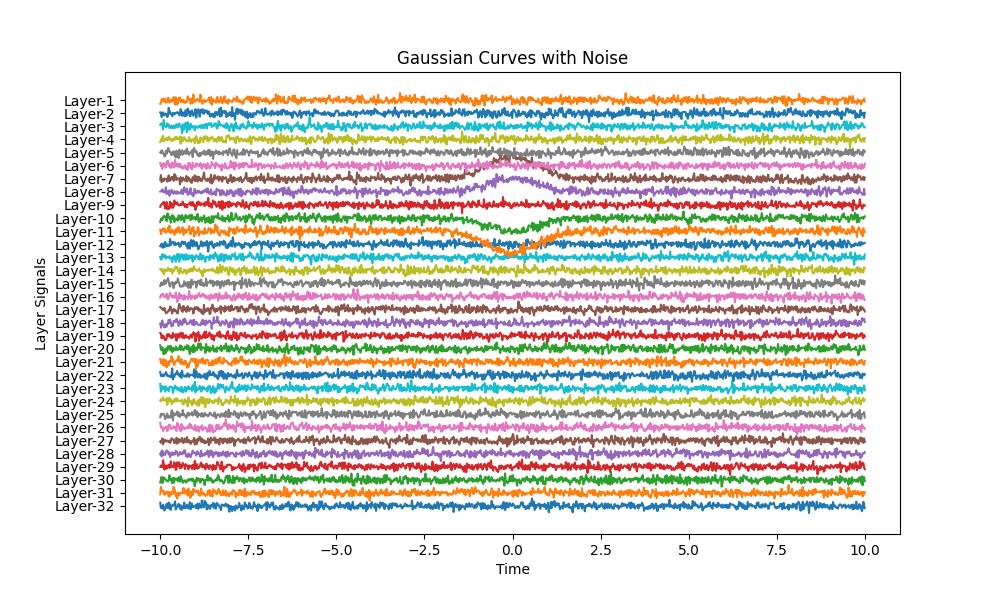 Gaussian Curves with Noise
Layer-1
Layer-2
Layer-3
Layer-4
Layer-5
Layer-6
Layer-7
Layer-8
Layer-9
Layer-10
Layer-11
Layer-12
Layer-13
Layer-14
Layer-15
Layer-16
Layer-17
Layer-18
Layer-19
Layer-20
Layer-21
Layer-22
Layer-23
Layer-24
Layer-25
Layer-26
Layer-27
Layer-28
Layer-29
Layer-30
Layer-31
Layer-32
Layer Signals
−10.0 −7.5 −5.0 −2.5 0.0 2.5 5.0 7.5 10.0
Time